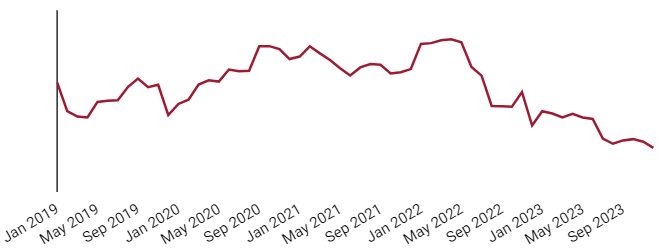 Jan 2019
May 2019
Sep 2019
Jan 2020
May 2020
Sep 2020
Jan 2021
May 2021
Sep 2021
Jan 2022
May 2022
Sep 2022
Jan 2023
May 2023
Sep 2023